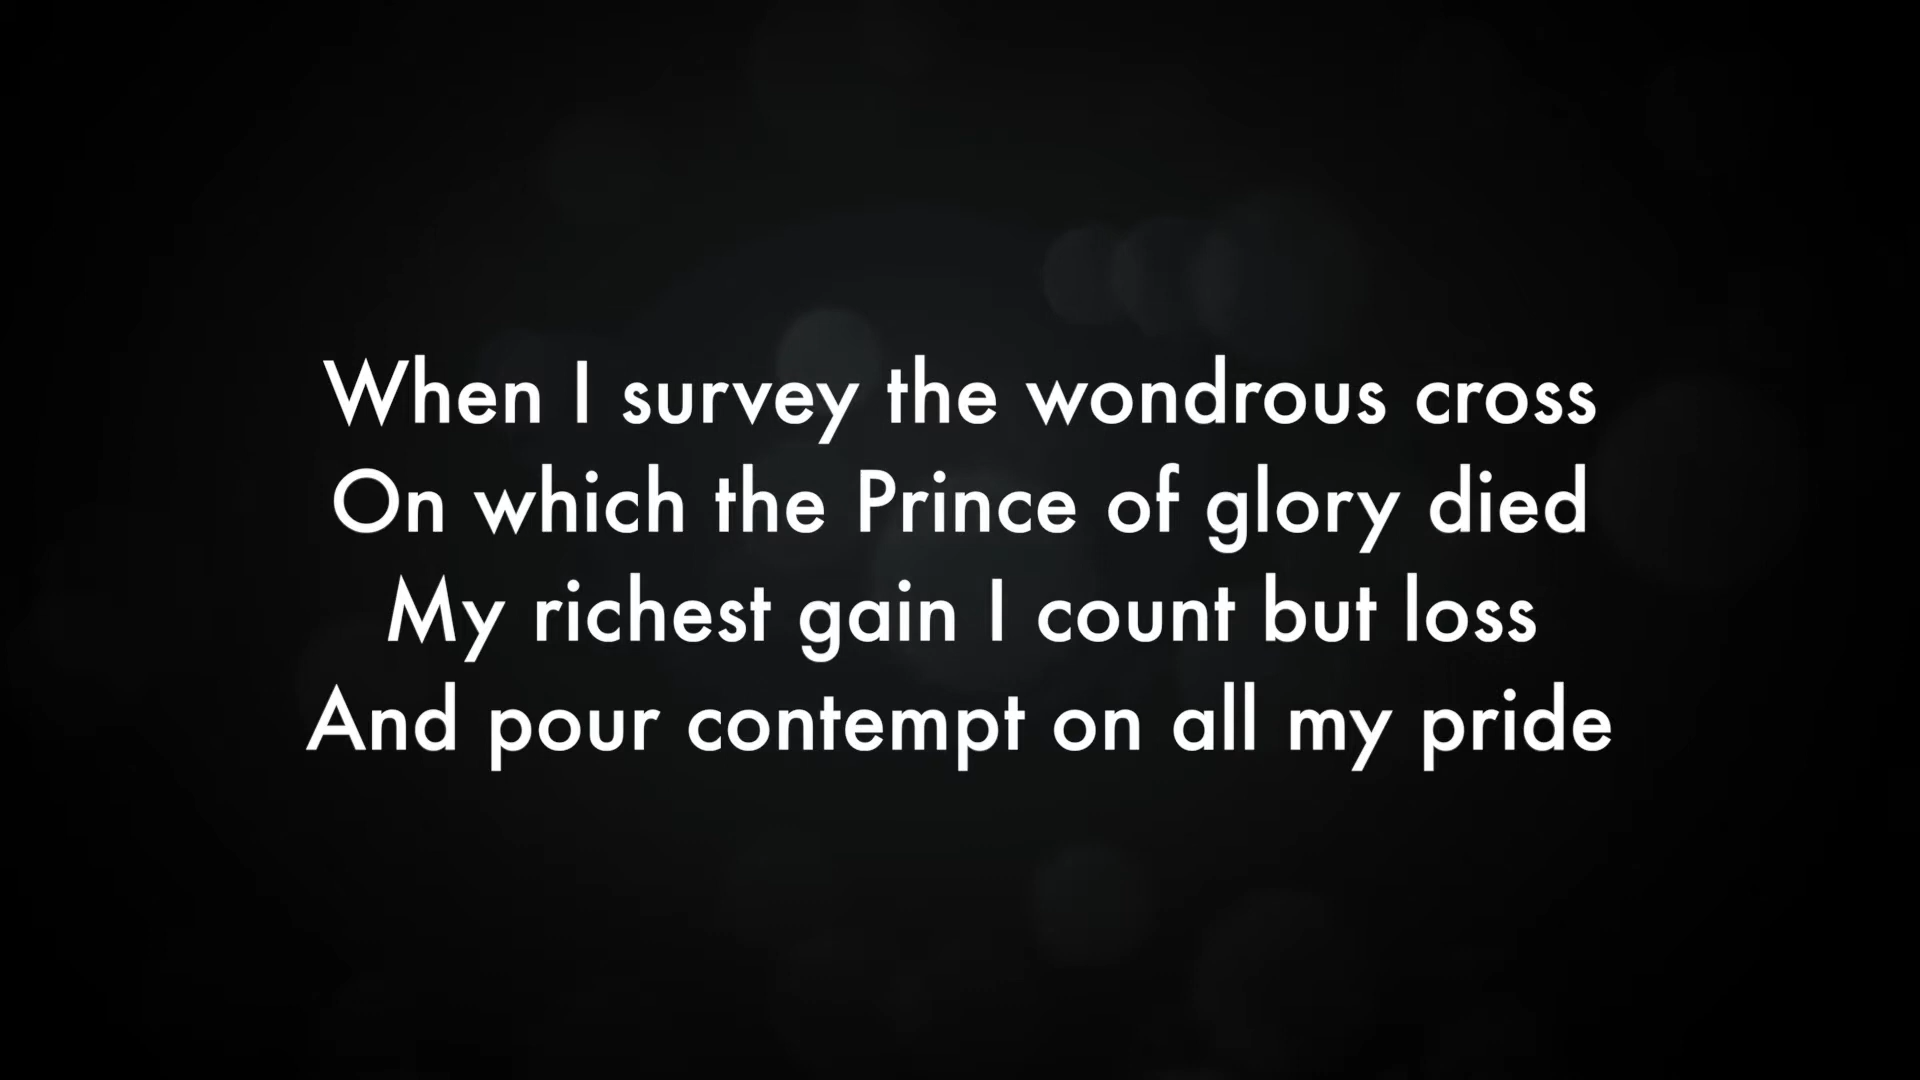 When I survey the wondrous cross
On which the Prince of glory died
My richest gain I count but loss
And pour contempt on all my pride